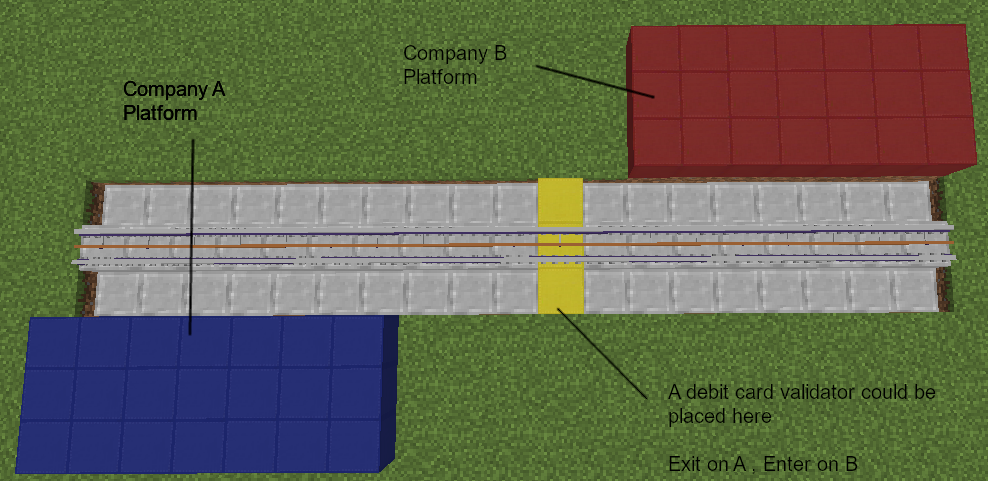 Company A
Platform
Company B
Platform
A debit card validator could be
placed here
Exit on A , Enter on B